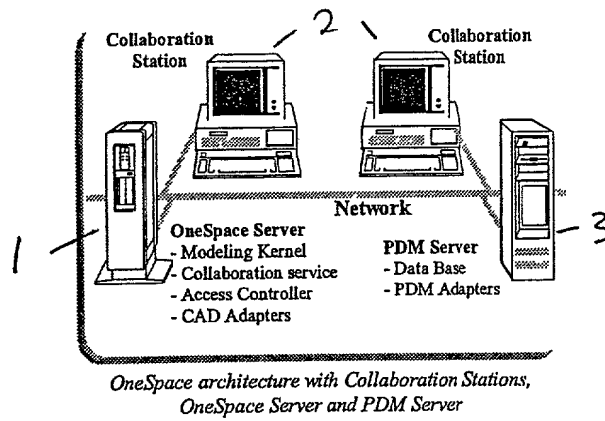 2
Collaboration
Station
Collaboration
Station
Network
1
OneSpace Server
- Modeling Kernel
- Collaboration service
- Access Controller
- CAD Adapters
PDM Server
- Data Base
- PDM Adapters
3
OneSpace architecture with Collaboration Stations,
OneSpace Server and PDM Server